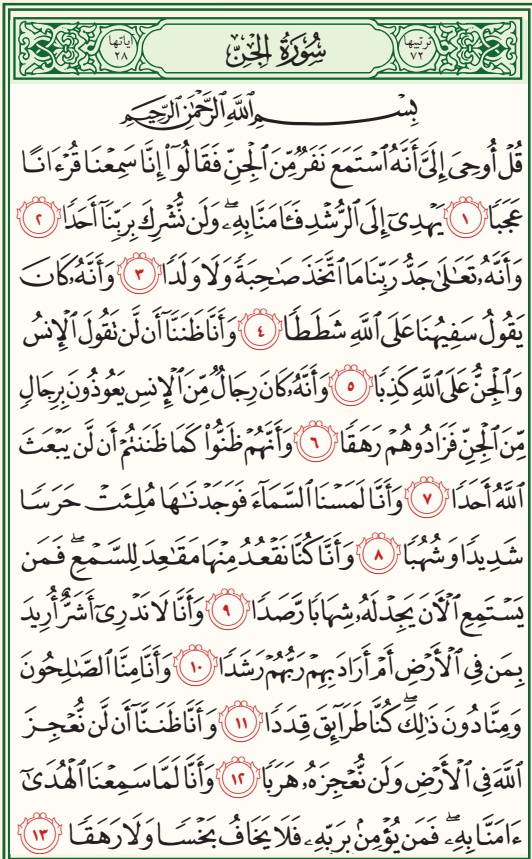 ترتيبها ٧٢ سُورَةُ الجِنِّ آياتها ٢٨
بِسْمِ ٱللَّهِ ٱلرَّحْمَٰنِ ٱلرَّحِيمِ
قُلْ أُوحِىَ إِلَىَّ أَنَّهُ ٱسْتَمَعَ نَفَرٌ مِّنَ ٱلْجِنِّ فَقَالُوٓا۟ إِنَّا سَمِعْنَا قُرْءَانًا
عَجَبًا ١ يَهْدِىٓ إِلَى ٱلرُّشْدِ فَـَٔامَنَّا بِهِۦ وَلَن نُّشْرِكَ بِرَبِّنَآ أَحَدًا ٢
وَأَنَّهُۥ تَعَٰلَىٰ جَدُّ رَبِّنَا مَا ٱتَّخَذَ صَٰحِبَةً وَلَا وَلَدًا ٣ وَأَنَّهُۥ كَانَ
يَقُولُ سَفِيهُنَا عَلَى ٱللَّهِ شَطَطًا ٤ وَأَنَّا ظَنَنَّآ أَن لَّن تَقُولَ ٱلْإِنسُ
وَٱلْجِنُّ عَلَى ٱللَّهِ كَذِبًا ٥ وَأَنَّهُۥ كَانَ رِجَالٌ مِّنَ ٱلْإِنسِ يَعُوذُونَ بِرِجَالٍ
مِّنَ ٱلْجِنِّ فَزَادُوهُمْ رَهَقًا ٦ وَأَنَّهُمْ ظَنُّوا۟ كَمَا ظَنَنتُمْ أَن لَّن يَبْعَثَ
ٱللَّهُ أَحَدًا ٧ وَأَنَّا لَمَسْنَا ٱلسَّمَآءَ فَوَجَدْنَٰهَا مُلِئَتْ حَرَسًا
شَدِيدًا وَشُهُبًا ٨ وَأَنَّا كُنَّا نَقْعُدُ مِنْهَا مَقَٰعِدَ لِلسَّمْعِ ۖ فَمَن
يَسْتَمِعِ ٱلْـَٔانَ يَجِدْ لَهُۥ شِهَابًا رَّصَدًا ٩ وَأَنَّا لَا نَدْرِىٓ أَشَرٌّ أُرِيدَ
بِمَن فِى ٱلْأَرْضِ أَمْ أَرَادَ بِهِمْ رَبُّهُمْ رَشَدًا ١٠ وَأَنَّا مِنَّا ٱلصَّٰلِحُونَ
وَمِنَّا دُونَ ذَٰلِكَ ۖ كُنَّا طَرَآئِقَ قِدَدًا ١١ وَأَنَّا ظَنَنَّآ أَن لَّن نُّعْجِزَ
ٱللَّهَ فِى ٱلْأَرْضِ وَلَن نُّعْجِزَهُۥ هَرَبًا ١٢ وَأَنَّا لَمَّا سَمِعْنَا ٱلْهُدَىٰٓ
ءَامَنَّا بِهِۦ ۖ فَمَن يُؤْمِنۢ بِرَبِّهِۦ فَلَا يَخَافُ بَخْسًا وَلَا رَهَقًا ١٣